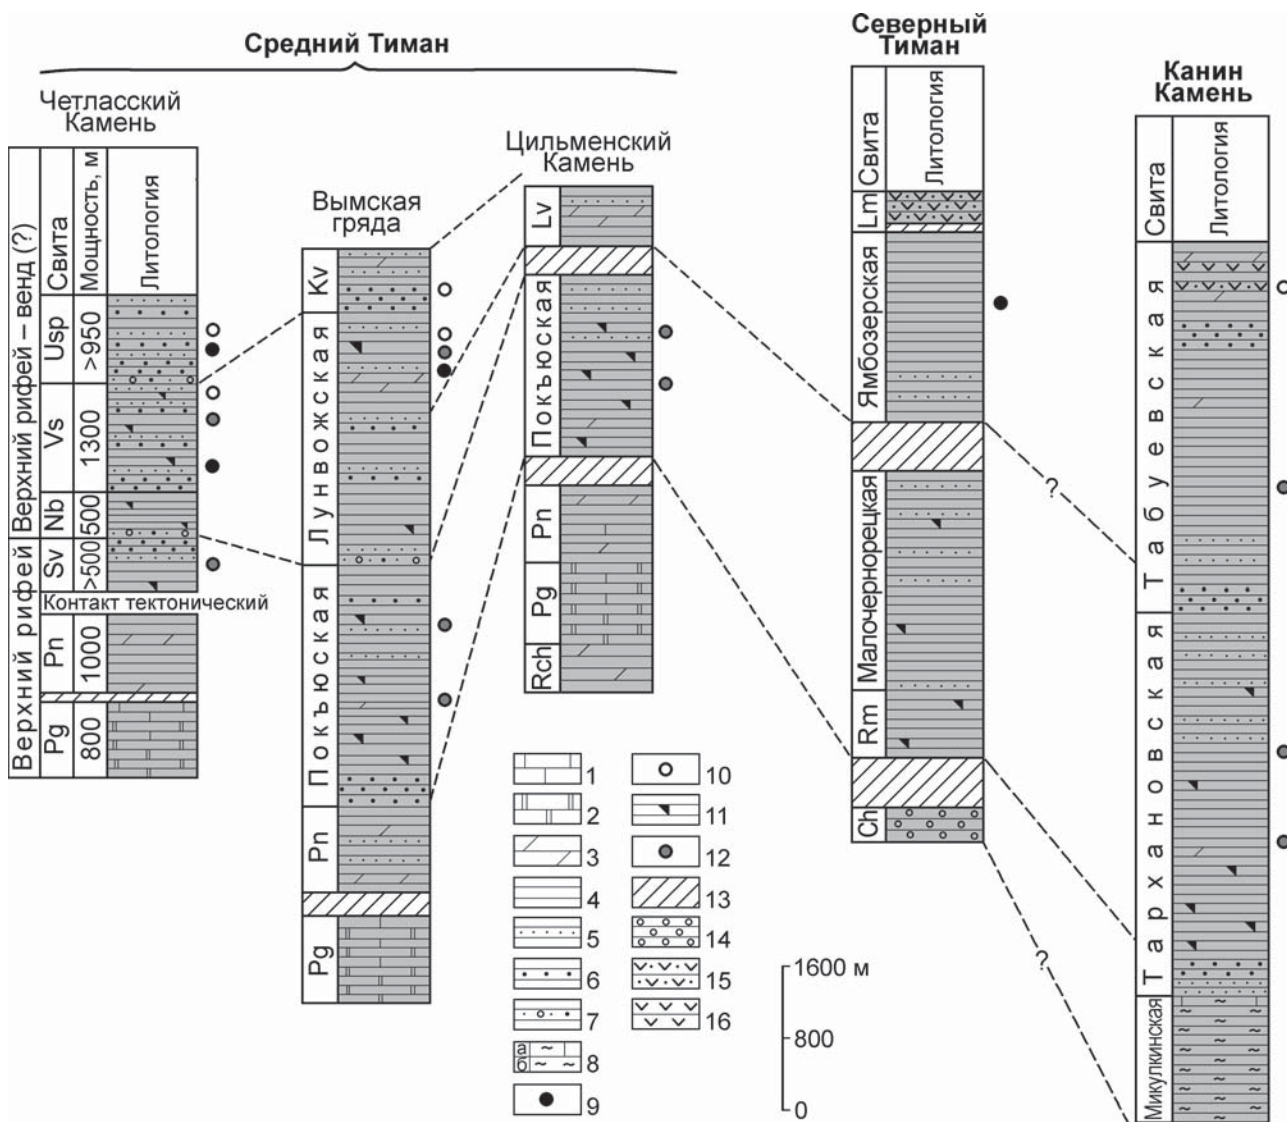 Средний Тиман
Северный
Тиман
Канин
Камень
Четласский
Камень
Вымская
гряда
Цильменский
Камень
Верхний рифей – венд (?)
Верхний рифей
Свита
Мощность, м
Литология
Usp
>950
Vs
1300
Nb
500
Sv
>500
Контакт тектонический
Pn
1000
Pg
800
Kv
Лунвожская
Покъюская
Pn
Pg
Lv
Покъюская
Pn
Pg
Rch
Свита
Литология
Lm
Ямбозерская
Малочернорецкая
Rm
Ch
Свита
Литология
Табуевская
Тархановская
Микулкинская
?
?
1
2
3
4
5
6
7
а
б
8
9
10
11
12
13
14
15
16
1600 м
800
0